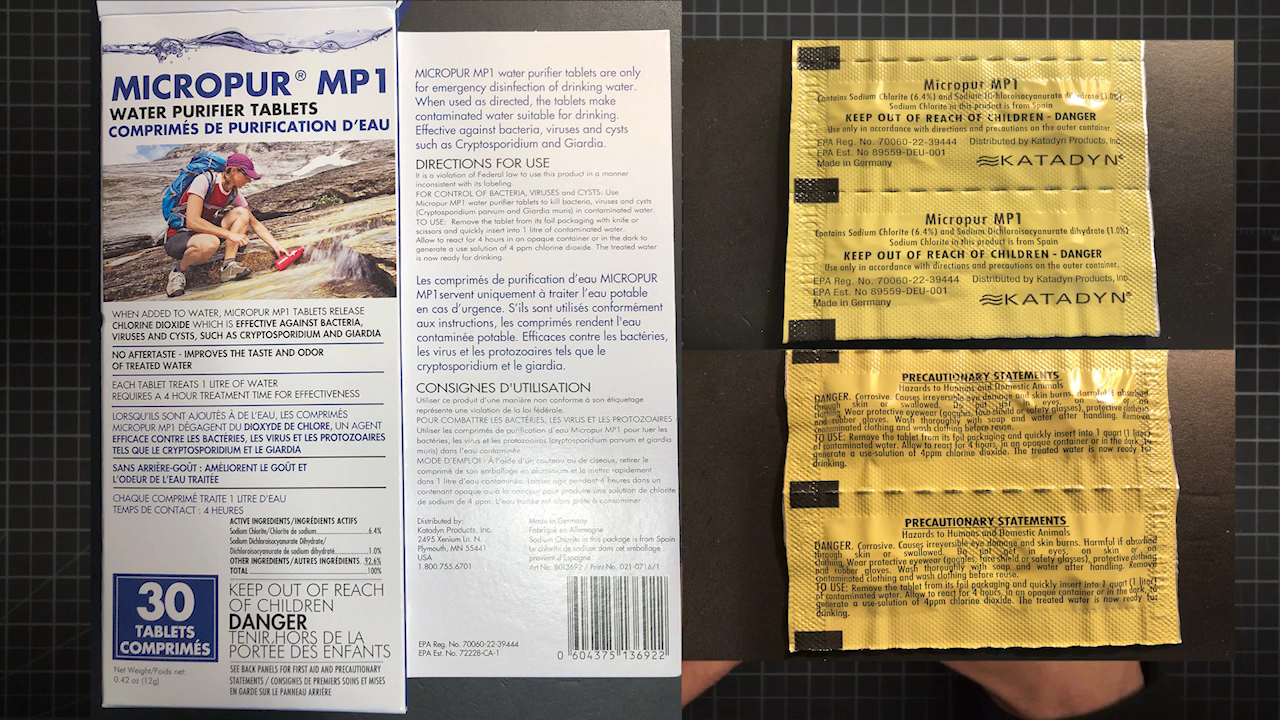 MICROPUR® MP1
WATER PURIFIER TABLETS
COMPRIMÉS DE PURIFICATION D'EAU
WHEN ADDED TO WATER, MICROPUR MP1 TABLETS RELEASE
CHLORINE DIOXIDE WHICH IS EFFECTIVE AGAINST BACTERIA,
VIRUSES AND CYSTS, SUCH AS CRYPTOSPORIDIUM AND GIARDIA
NO AFTERTASTE - IMPROVES THE TASTE AND ODOR
OF TREATED WATER
EACH TABLET TREATS 1 LITRE OF WATER
REQUIRES A 4 HOUR TREATMENT TIME FOR EFFECTIVENESS
LORSQU'ILS SONT AJOUTÉS À DE L'EAU, LES COMPRIMÉS
MICROPUR MP1 DÉGAGENT DU DIOXYDE DE CHLORE, UN AGENT
EFFICACE CONTRE LES BACTÉRIES, LES VIRUS ET LES PROTOZOAIRES
TELS QUE LE CRYPTOSPORIDIUM ET LE GIARDIA
SANS ARRIÈRE-GOÛT : AMÉLIORENT LE GOÛT ET
L'ODEUR DE L'EAU TRAITÉE
CHAQUE COMPRIMÉ TRAITE 1 LITRE D'EAU
TEMPS DE CONTACT : 4 HEURES
ACTIVE INGREDIENTS/INGRÉDIENTS ACTIFS
Sodium Chlorite/Chlorite de sodium 6.4%
Sodium Dichloroisocyanurate Dihydrate/
Dichloroisocyanurate de sodium dihydraté 1.0%
OTHER INGREDIENTS/AUTRES INGRÉDIENTS 92.6%
TOTAL 100%
30
TABLETS
COMPRIMÉS
KEEP OUT OF REACH
OF CHILDREN
DANGER
TENIR HORS DE LA
PORTÉE DES ENFANTS
Net Weight/Poids net:
0.42 oz (12g)
SEE BACK PANELS FOR FIRST AID AND PRECAUTIONARY
STATEMENTS / CONSIGNES DE PREMIERS SOINS ET MISES
EN GARDE SUR LE PANNEAU ARRIÈRE
MICROPUR MP1 water purifier tablets are only
for emergency disinfection of drinking water.
When used as directed, the tablets make
contaminated water suitable for drinking.
Effective against bacteria, viruses and cysts
such as Cryptosporidium and Giardia.
DIRECTIONS FOR USE
It is a violation of Federal law to use this product in a manner
inconsistent with its labeling.
FOR CONTROL OF BACTERIA, VIRUSES and CYSTS: Use
Micropur MP1 water purifier tablets to kill bacteria, viruses and cysts
(Cryptosporidium parvum and Giardia muris) in contaminated water.
TO USE: Remove the tablet from its foil packaging with knife or
scissors and quickly insert into 1 litre of contaminated water.
Allow to react for 4 hours in an opaque container or in the dark to
generate a use solution of 4 ppm chlorine dioxide. The treated water
is now ready for drinking.
Les comprimés de purification d'eau MICROPUR
MP1servent uniquement à traiter l'eau potable
en cas d'urgence. S'ils sont utilisés conformément
aux instructions, les comprimés rendent l'eau
contaminée potable. Efficaces contre les bactéries,
les virus et les protozoaires tels que le
cryptosporidium et le giardia.
CONSIGNES D'UTILISATION
Utiliser ce produit d'une manière non conforme à son étiquetage
représente une violation de la loi fédérale.
POUR COMBATTRE LES BACTÉRIES, LES VIRUS ET LES PROTOZOAIRES
Utiliser les comprimés de purification d'eau Micropur MP1 pour tuer les
bactéries, les virus et les protozoaires (cryptosporidium parvum et giardia
muris) dans l'eau contaminée.
MODE D'EMPLOI : À l'aide d'un couteau ou de ciseaux, retirer le
comprimé de son emballage en aluminium et le mettre rapidement
dans 1 litre d'eau contaminée. Laisser agir pendant 4 heures dans un
contenant opaque ou à la noirceur pour produire une solution de chlorite
de sodium de 4 ppm. L'eau traitée est alors prête à consommer
Distributed by:
Katadyn Products, Inc.
2495 Xenium Ln. N.
Plymouth, MN 55441
USA
1.800.755.6701
Made in Germany
Fabriqué en Allemagne
Sodium Chlorite in this package is from Spain
Le chlorite de sodium dans cet emballage
provient d'Espagne
Art No. 8013692 / Print No. 021-0716/1
EPA Reg. No. 70060-22-39444
EPA Est. No. 72228-CA-1
0 604375 136922
Micropur MP1
Contains Sodium Chlorite (6.4%) and Sodium Dichloroisocyanurate dihydrate (1.0%)
Sodium Chlorite in this product is from Spain
KEEP OUT OF REACH OF CHILDREN - DANGER
Use only in accordance with directions and precautions on the outer container.
EPA Reg. No. 70060-22-39444 Distributed by Katadyn Products, Inc
EPA Est. No 89559-DEU-001
Made in Germany
KATADYN®
Micropur MP1
Contains Sodium Chlorite (6.4%) and Sodium Dichloroisocyanurate dihydrate (1.0%)
Sodium Chlorite in this product is from Spain
KEEP OUT OF REACH OF CHILDREN - DANGER
Use only in accordance with directions and precautions on the outer container.
EPA Reg. No. 70060-22-39444 Distributed by Katadyn Products, Inc.
EPA Est. No 89559-DEU-001
Made in Germany
KATADYN®
PRECAUTIONARY STATEMENTS
Hazards to Humans and Domestic Animals
DANGER. Corrosive. Causes irreversible eye damage and skin burns. Harmful if absorbed
through skin or swallowed. Do not get in eyes, on skin or on
clothing. Wear protective eyewear (goggles, face shield or safety glasses), protective clothing
and rubber gloves. Wash thoroughly with soap and water after handling. Remove
contaminated clothing and wash clothing before reuse.
TO USE: Remove the tablet from its foil packaging and quickly insert into 1 quart (1 liter)
of contaminated water. Allow to react for 4 hours, in an opaque container or in the dark, to
generate a use-solution of 4ppm chlorine dioxide. The treated water is now ready for
drinking.
PRECAUTIONARY STATEMENTS
Hazards to Humans and Domestic Animals
DANGER. Corrosive. Causes irreversible eye damage and skin burns. Harmful if absorbed
through skin or swallowed. Do not get in eyes, on skin or on
clothing. Wear protective eyewear (goggles, face shield or safety glasses), protective clothing
and rubber gloves. Wash thoroughly with soap and water after handling. Remove
contaminated clothing and wash clothing before reuse.
TO USE: Remove the tablet from its foil packaging and quickly insert into 1 quart (1 liter)
of contaminated water. Allow to react for 4 hours, in an opaque container or in the dark, to
generate a use-solution of 4ppm chlorine dioxide. The treated water is now ready for
drinking.